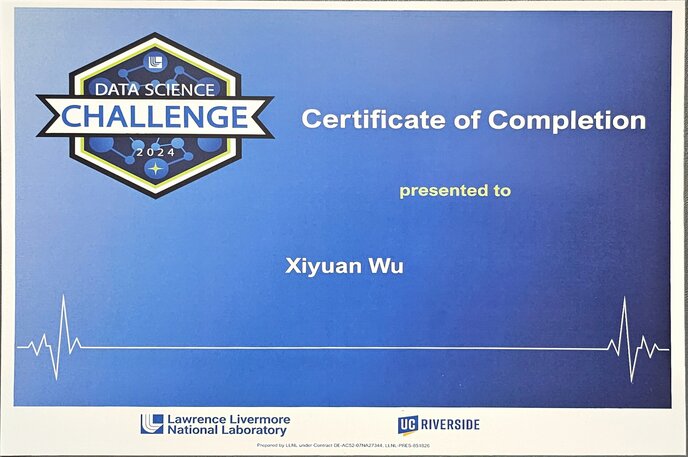 DATA SCIENCE
CHALLENGE
2024
Certificate of Completion
presented to
Xiyuan Wu
Lawrence Livermore
National Laboratory
UC RIVERSIDE
Prepared by LLNL under Contract DE-AC52-07NA27344. LLNL-PRES-851826